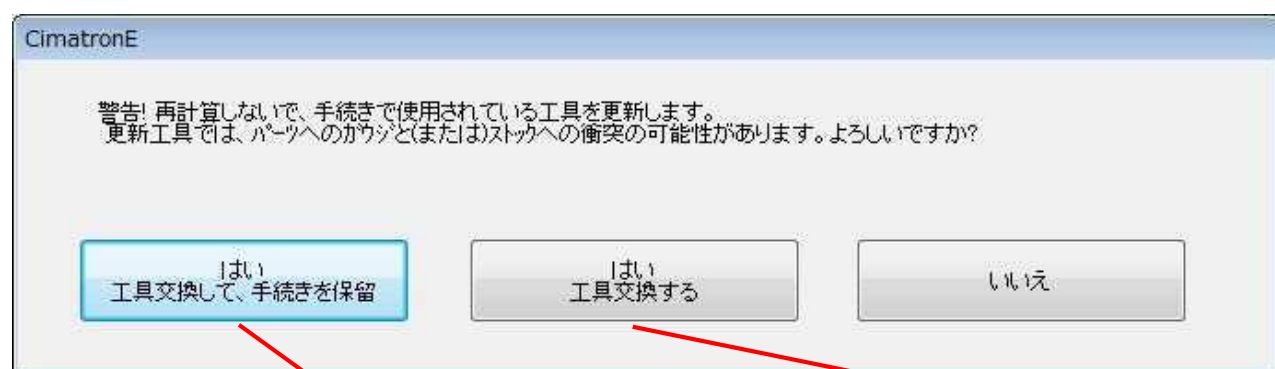 CimatronE
警告! 再計算しないで、手続きで使用されている工具を更新します。
更新工具では、パーツへのガウジと(または)ストックへの衝突の可能性があります。よろしいですか?
はい
工具交換して、手続きを保留
はい
工具交換する
いいえ